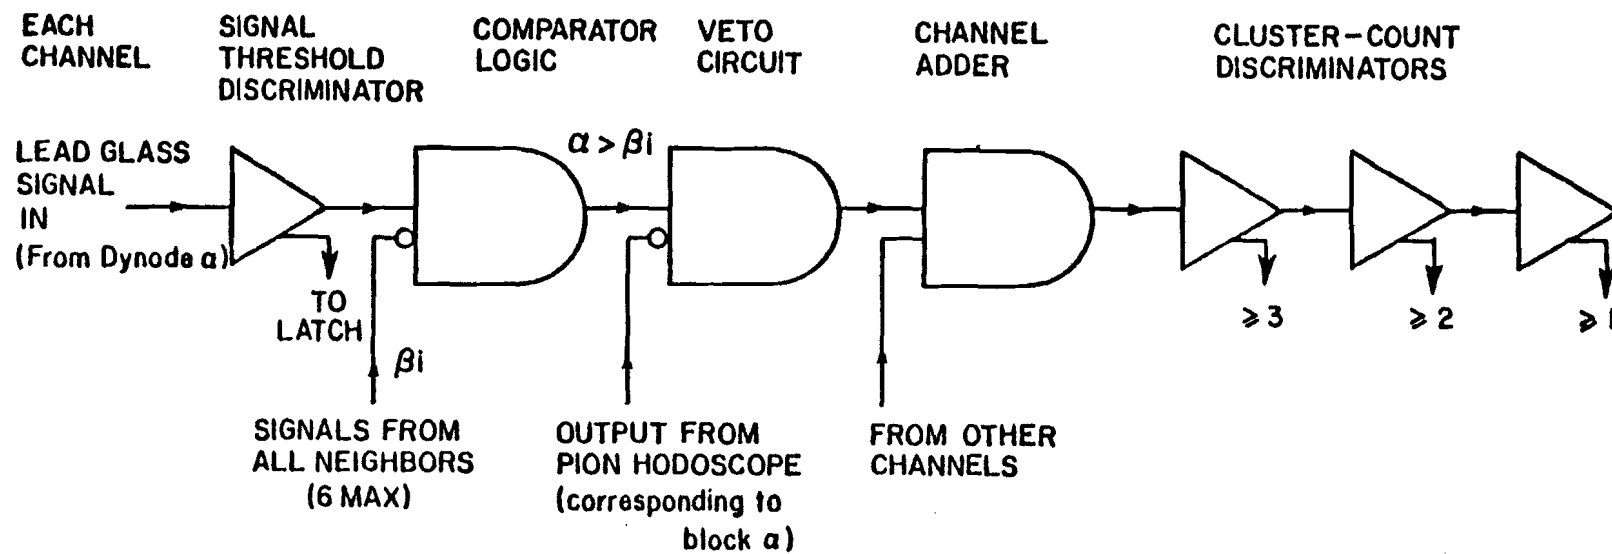 EACH
CHANNEL
SIGNAL
THRESHOLD
DISCRIMINATOR
COMPARATOR
LOGIC
VETO
CIRCUIT
CHANNEL
ADDER
CLUSTER-COUNT
DISCRIMINATORS
LEAD GLASS
SIGNAL
IN
(From Dynode α)
α > βi
TO
LATCH
βi
≥ 3
≥ 2
≥ 1
SIGNALS FROM
ALL NEIGHBORS
(6 MAX)
OUTPUT FROM
PION HODOSCOPE
(corresponding to
block α)
FROM OTHER
CHANNELS